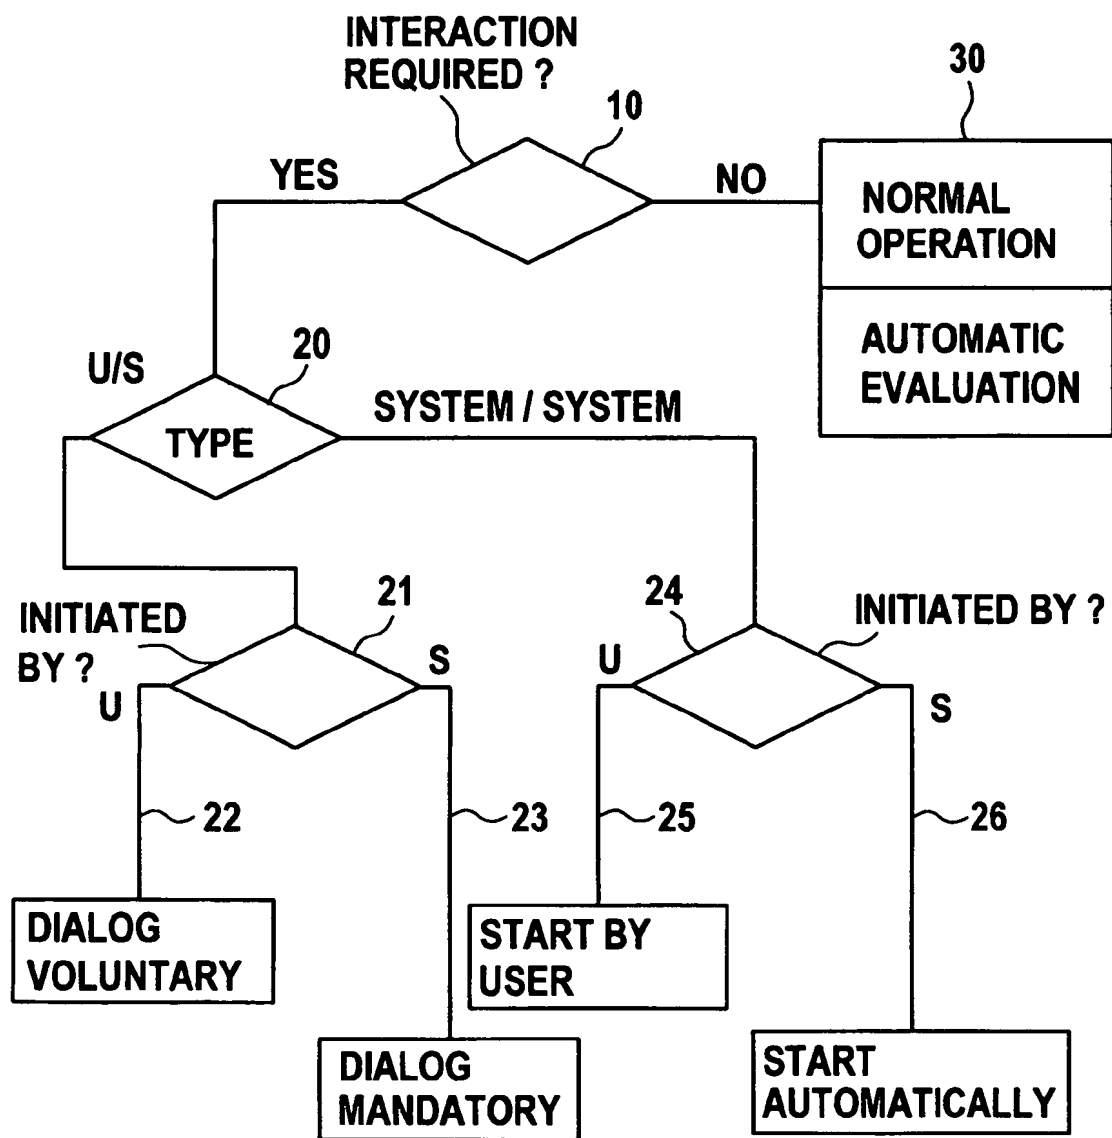 INTERACTION
REQUIRED ?
10
30
YES
NO
NORMAL
OPERATION
AUTOMATIC
EVALUATION
U/S
20
TYPE
SYSTEM / SYSTEM
INITIATED
BY ?
21
U
S
24
INITIATED BY ?
U
S
22
23
25
26
DIALOG
VOLUNTARY
DIALOG
MANDATORY
START BY
USER
START
AUTOMATICALLY